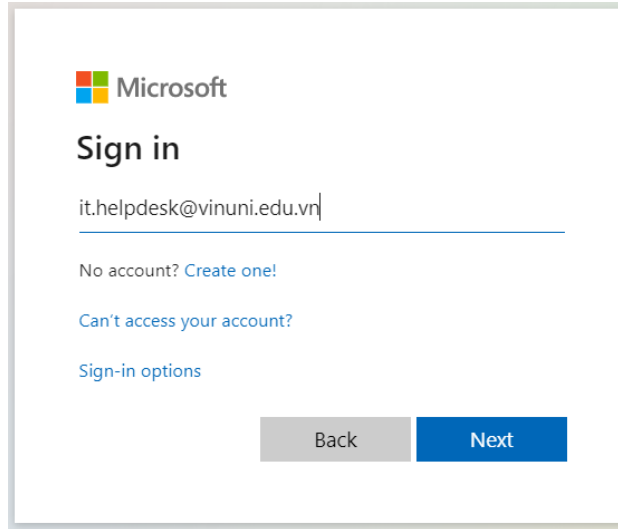 Microsoft
Sign in
it.helpdesk@vinuni.edu.vn
No account? Create one!
Can't access your account?
Sign-in options
Back Next